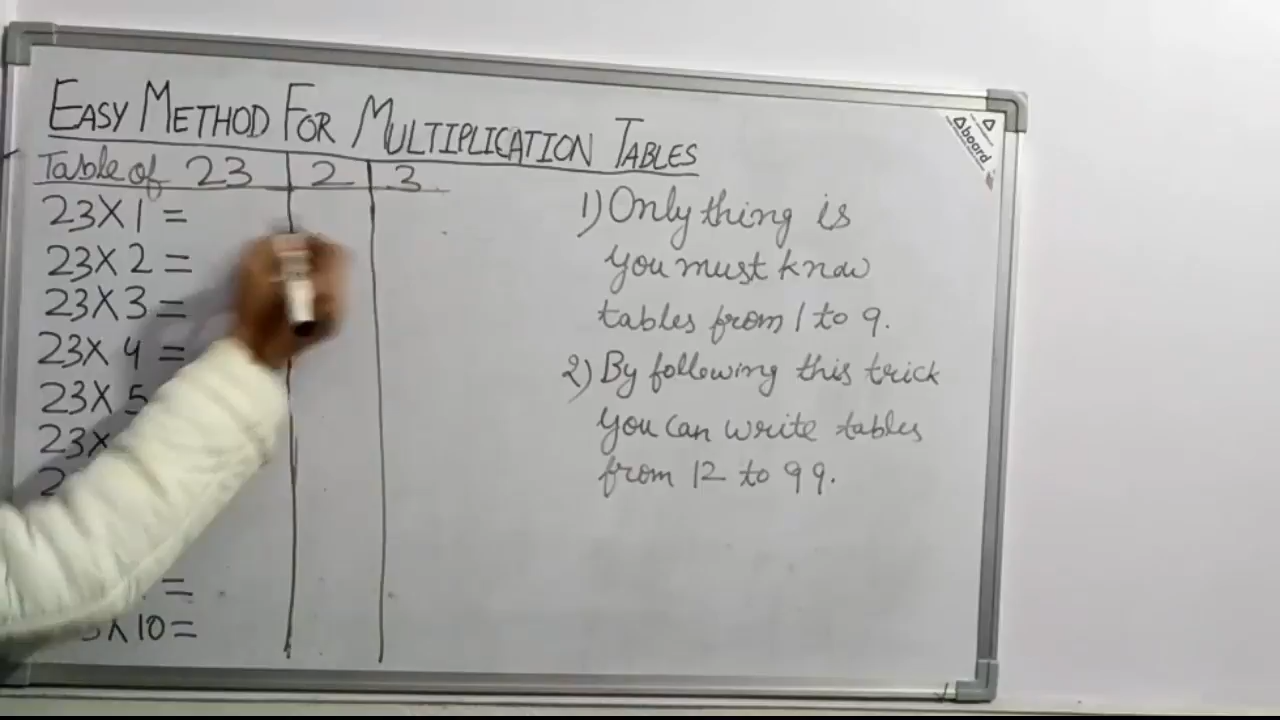 EASY METHOD FOR MULTIPLICATION TABLES
Table of 23 2 3
23X1=
23X2=
23X3=
23X4=
23X5
23X
2
=
X10=
1) Only thing is
you must know
tables from 1 to 9.
2) By following this trick
you can write tables
from 12 to 99.
Aboard